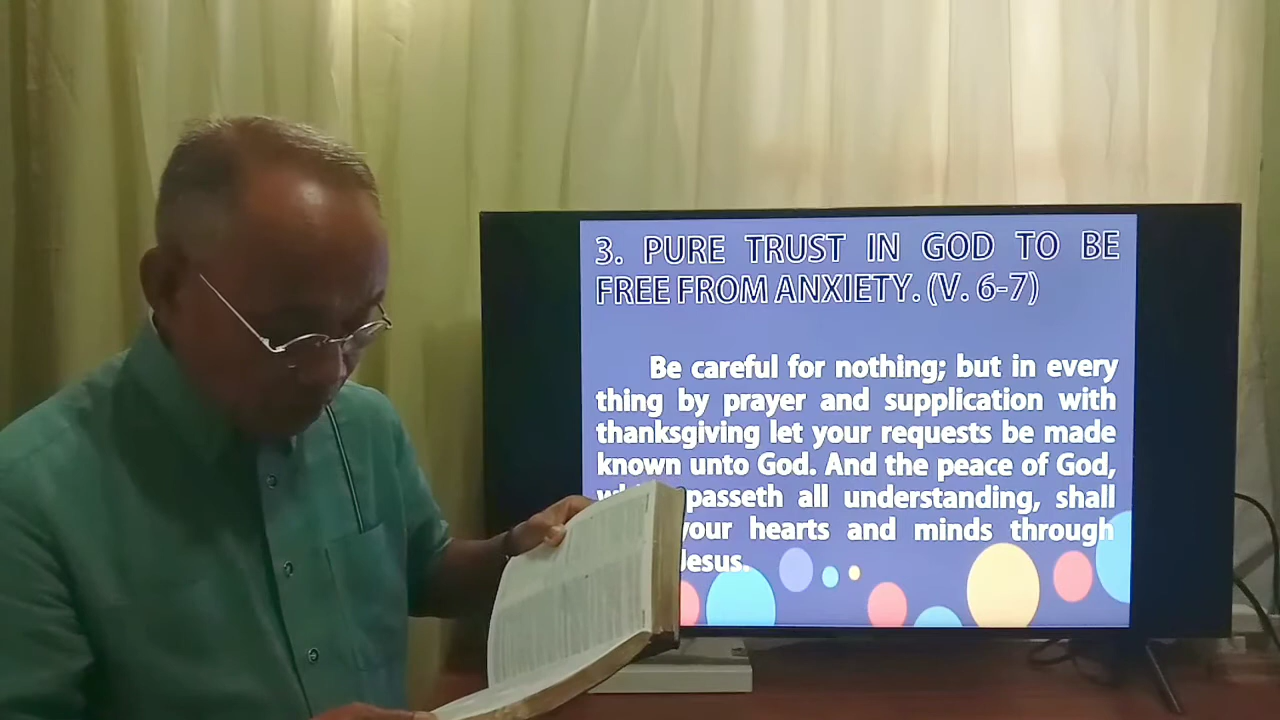 3. PURE TRUST IN GOD TO BE
FREE FROM ANXIETY. (V. 6-7)
Be careful for nothing; but in every
thing by prayer and supplication with
thanksgiving let your requests be made
known unto God. And the peace of God,
passeth all understanding, shall
your hearts and minds through
Jesus.